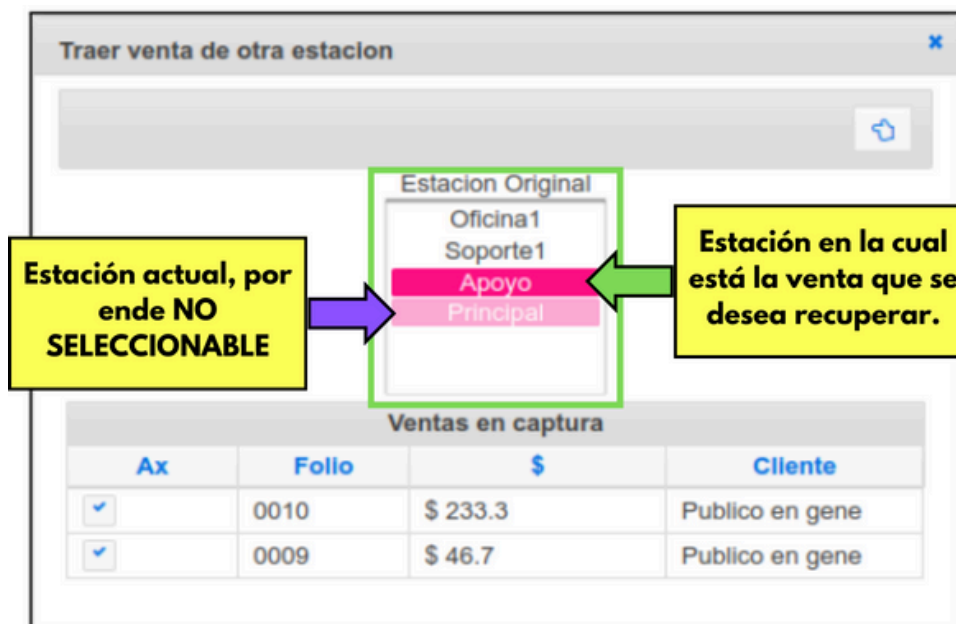 Traer venta de otra estacion
Estacion Original
Oficina1
Soporte1
Apoyo
Principal
Estación actual, por
ende NO
SELECCIONABLE
Estación en la cual
está la venta que se
desea recuperar.
Ventas en captura
Ax Folio $ Cliente
0010 $ 233.3 Publico en gene
0009 $ 46.7 Publico en gene